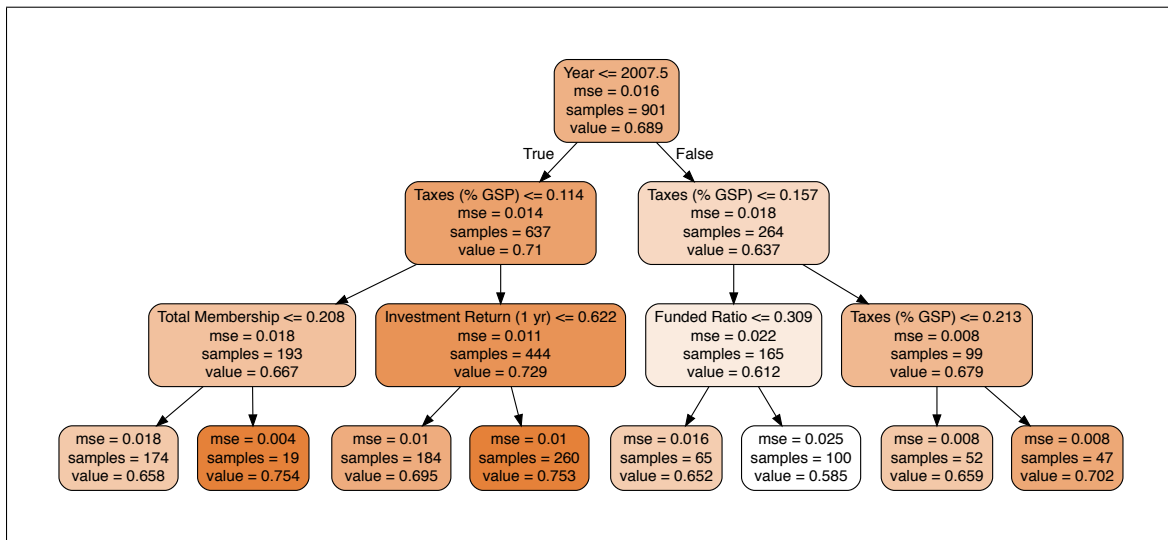 Year <= 2007.5
mse = 0.016
samples = 901
value = 0.689
True
False
Taxes (% GSP) <= 0.114
mse = 0.014
samples = 637
value = 0.71
Taxes (% GSP) <= 0.157
mse = 0.018
samples = 264
value = 0.637
Total Membership <= 0.208
mse = 0.018
samples = 193
value = 0.667
Investment Return (1 yr) <= 0.622
mse = 0.011
samples = 444
value = 0.729
Funded Ratio <= 0.309
mse = 0.022
samples = 165
value = 0.612
Taxes (% GSP) <= 0.213
mse = 0.008
samples = 99
value = 0.679
mse = 0.018
samples = 174
value = 0.658
mse = 0.004
samples = 19
value = 0.754
mse = 0.01
samples = 184
value = 0.695
mse = 0.01
samples = 260
value = 0.753
mse = 0.016
samples = 65
value = 0.652
mse = 0.025
samples = 100
value = 0.585
mse = 0.008
samples = 52
value = 0.659
mse = 0.008
samples = 47
value = 0.702